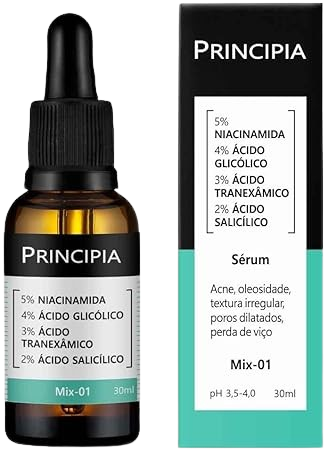 PRINCIPIA
5% NIACINAMIDA
4% ÁCIDO GLICÓLICO
3% ÁCIDO
TRANEXÂMICO
2% ÁCIDO SALICÍLICO
Mix-01 30ml
PRINCIPIA
5%
NIACINAMIDA
4% ÁCIDO
GLICÓLICO
3% ÁCIDO
TRANEXÂMICO
2% ÁCIDO
SALICÍLICO
Sérum
Acne, oleosidade,
textura irregular,
poros dilatados,
perda de viço
Mix-01
pH 3,5-4,0 30ml